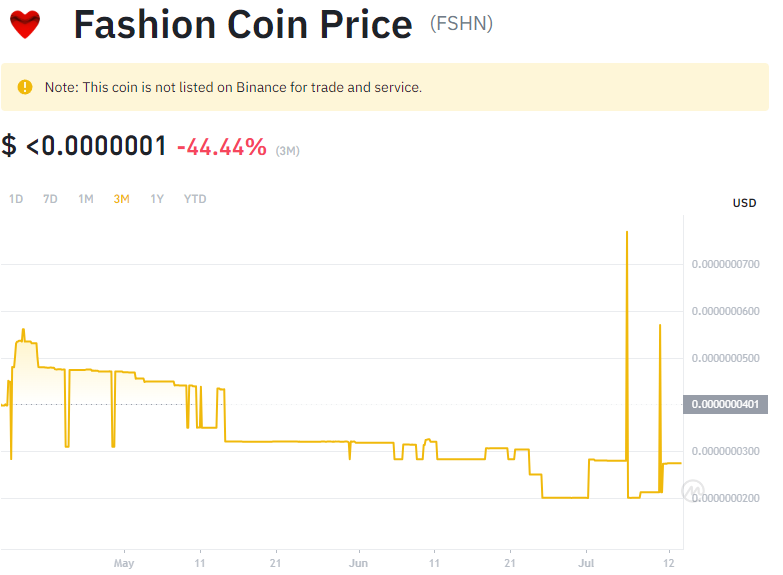 Fashion Coin Price (FSHN)
Note: This coin is not listed on Binance for trade and service.
$ <0.0000001 -44.44% (3M)
1D 7D 1M 3M 1Y YTD
USD
0.0000000700
0.0000000600
0.0000000500
0.0000000401
0.0000000300
0.0000000200
May 11 21 Jun 11 21 Jul 12